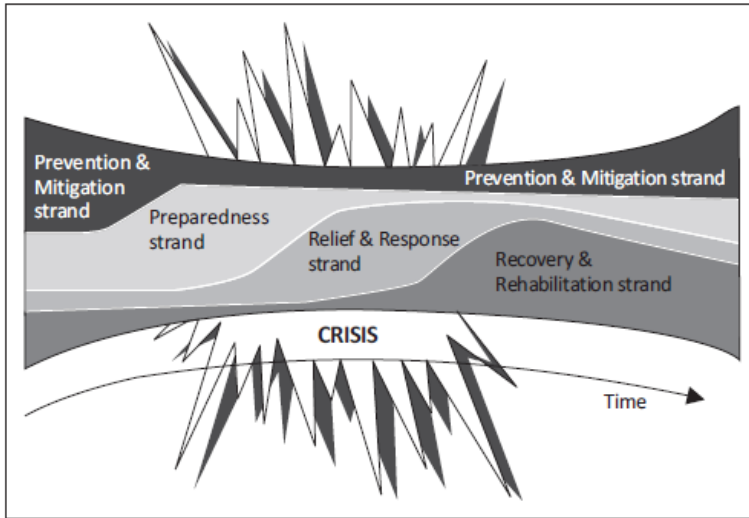 Prevention &
Mitigation
strand
Prevention & Mitigation strand
Preparedness
strand
Relief & Response
strand
Recovery &
Rehabilitation strand
CRISIS
Time